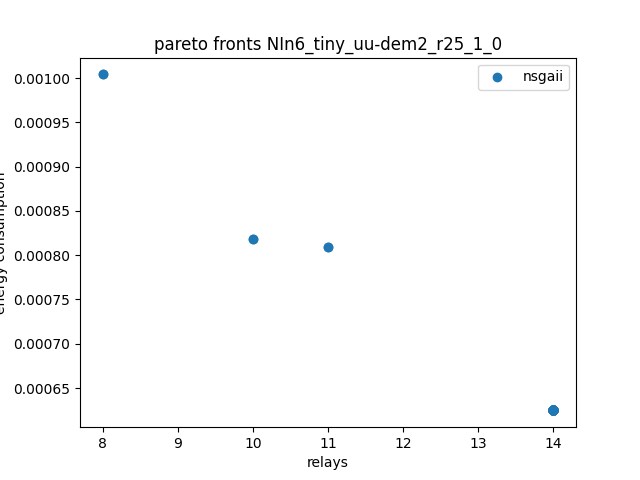 pareto fronts NIn6_tiny_uu-dem2_r25_1_0
nsgaii
0.00100
0.00095
0.00090
0.00085
0.00080
0.00075
0.00070
0.00065
energy consumption
8 9 10 11 12 13 14
relays